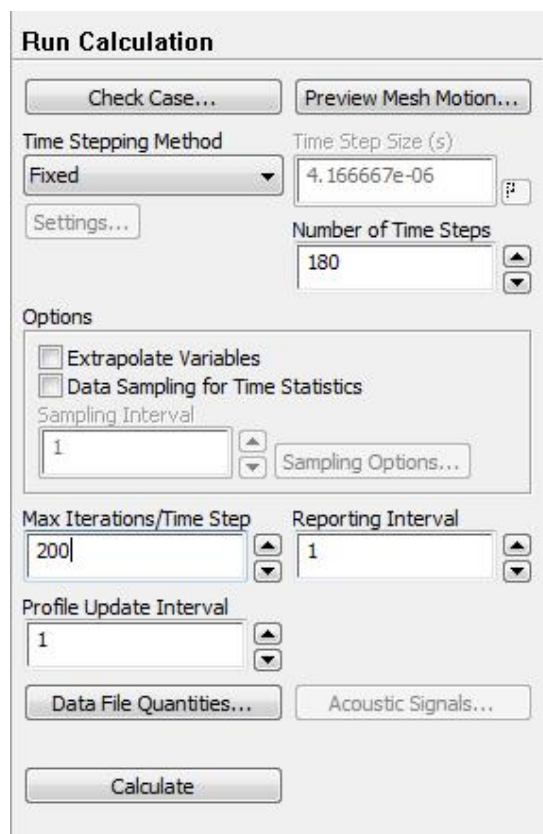 Run Calculation
Check Case... Preview Mesh Motion...
Time Stepping Method Time Step Size (s)
Fixed 4.166667e-06
Settings... Number of Time Steps
180
Options
Extrapolate Variables
Data Sampling for Time Statistics
Sampling Interval
1 Sampling Options...
Max Iterations/Time Step Reporting Interval
200 1
Profile Update Interval
1
Data File Quantities... Acoustic Signals...
Calculate